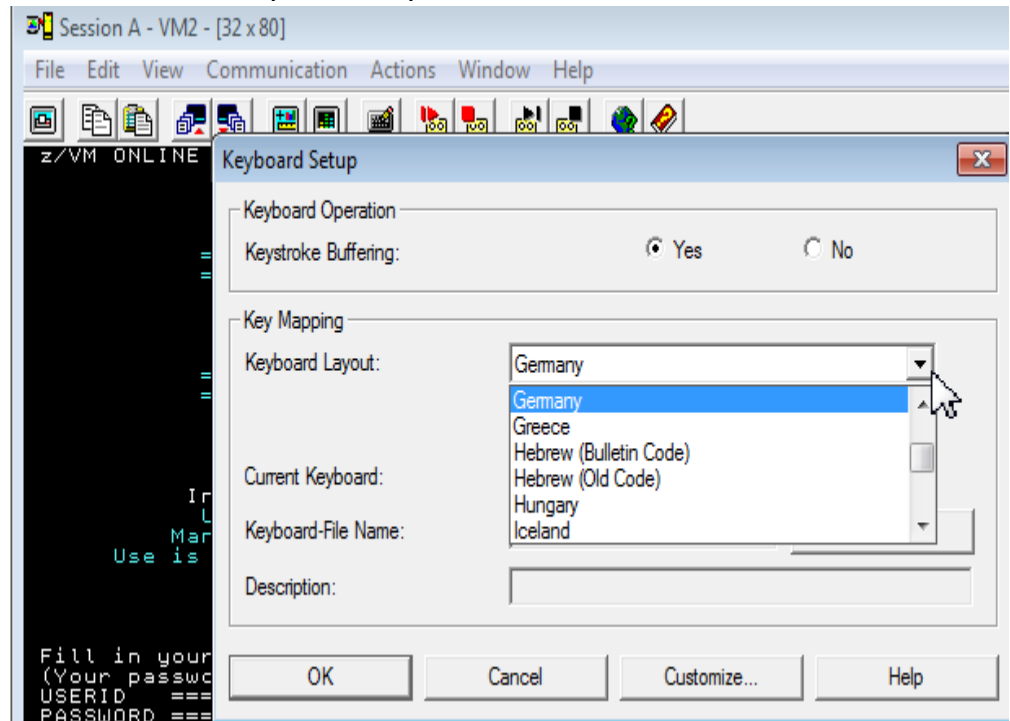 Session A - VM2 - [32 x 80]
File Edit View Communication Actions Window Help
z/VM ONLINE
Keyboard Setup
Keyboard Operation
Keystroke Buffering: Yes No
=
=
Key Mapping
Keyboard Layout: Germany
=
=
Germany
Greece
Hebrew (Bulletin Code)
Hebrew (Old Code)
Hungary
Iceland
Current Keyboard:
Keyboard-File Name:
Mar
Use is
Description:
Fill in your
(Your passwo
USERID ===
PASSWORD ===
OK Cancel Customize... Help